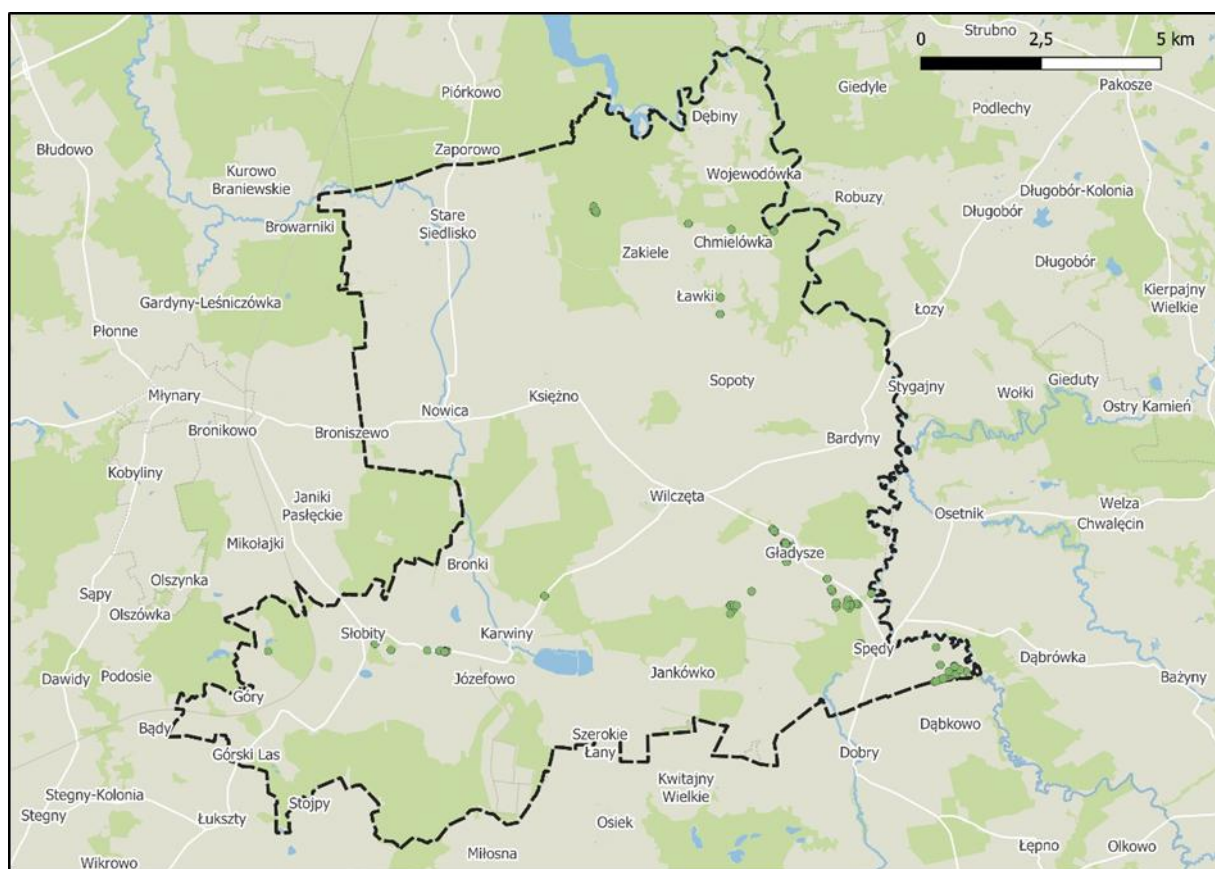 Strubno
0 2,5 5 km
Giedyle
Pakosze
Piórkowo
Podlechy
Dębiny
Błudowo
Zaporowo
Kurowo
Braniewskie
Wojewodówka
Robuzy
Długobór-Kolonia
Długobór
Stare
Siedlisko
Browarniki
Chmielówka
Zakiele
Długobór
Gardyny-Leśniczówka
Ławki
Kierpajny
Wielkie
Łozy
Płonne
Sopoty
Stygajny
Gieduty
Wołki
Młynary
Księżno
Ostry Kamień
Nowica
Bronikowo
Broniszewo
Bardyny
Kobyliny
Janiki
Pasłęckie
Wilczęta
Welza
Osetnik
Chwalęcin
Mikołajki
Gładysze
Olszynka
Bronki
Sąpy
Olszówka
Słobity
Karwiny
Spędy
Dąbrówka
Podosie
Dawidy
Józefowo
Jankówko
Bażyny
Góry
Bądy
Dąbkowo
Szerokie
Łany
Górski Las
Dobry
Kwitajny
Wielkie
Stegny-Kolonia
Stojpy
Stegny
Łukszty
Osiek
Łępno
Olkowo
Miłosna
Wikrowo